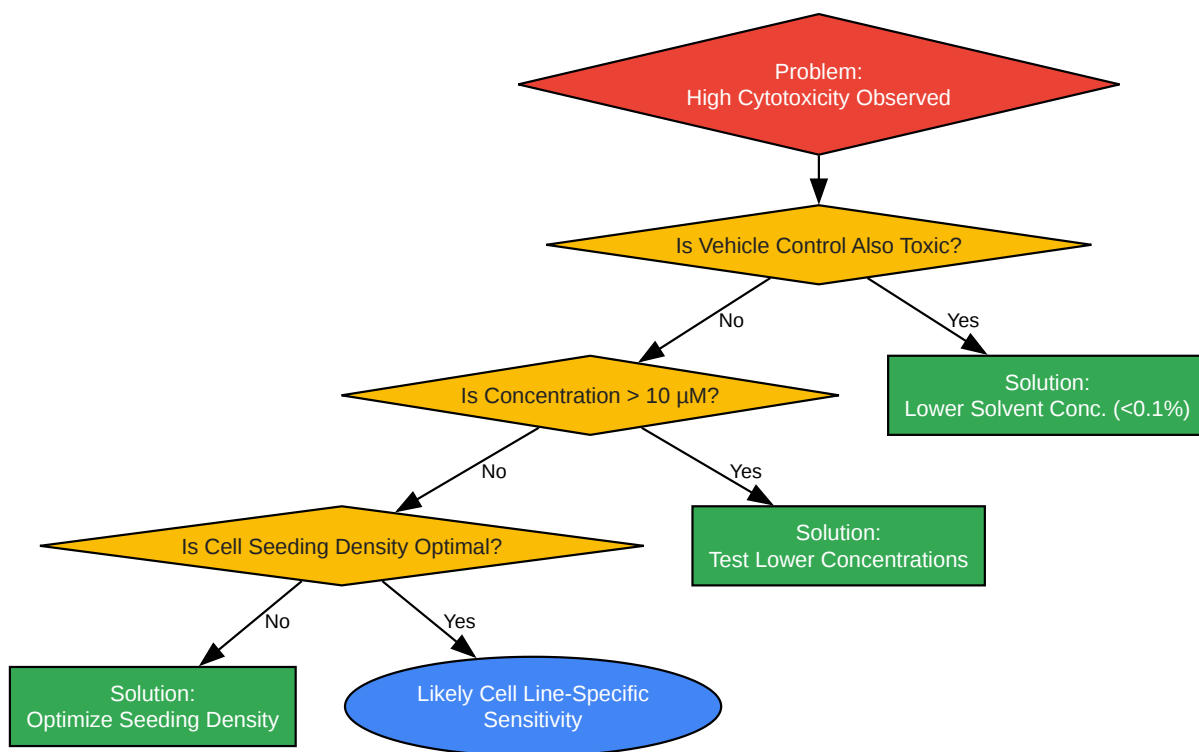 Problem:
High Cytotoxicity Observed
Is Vehicle Control Also Toxic?
No
Yes
Is Concentration > 10 µM?
Solution:
Lower Solvent Conc. (<0.1%)
No
Yes
Is Cell Seeding Density Optimal?
Solution:
Test Lower Concentrations
No
Yes
Solution:
Optimize Seeding Density
Likely Cell Line-Specific
Sensitivity